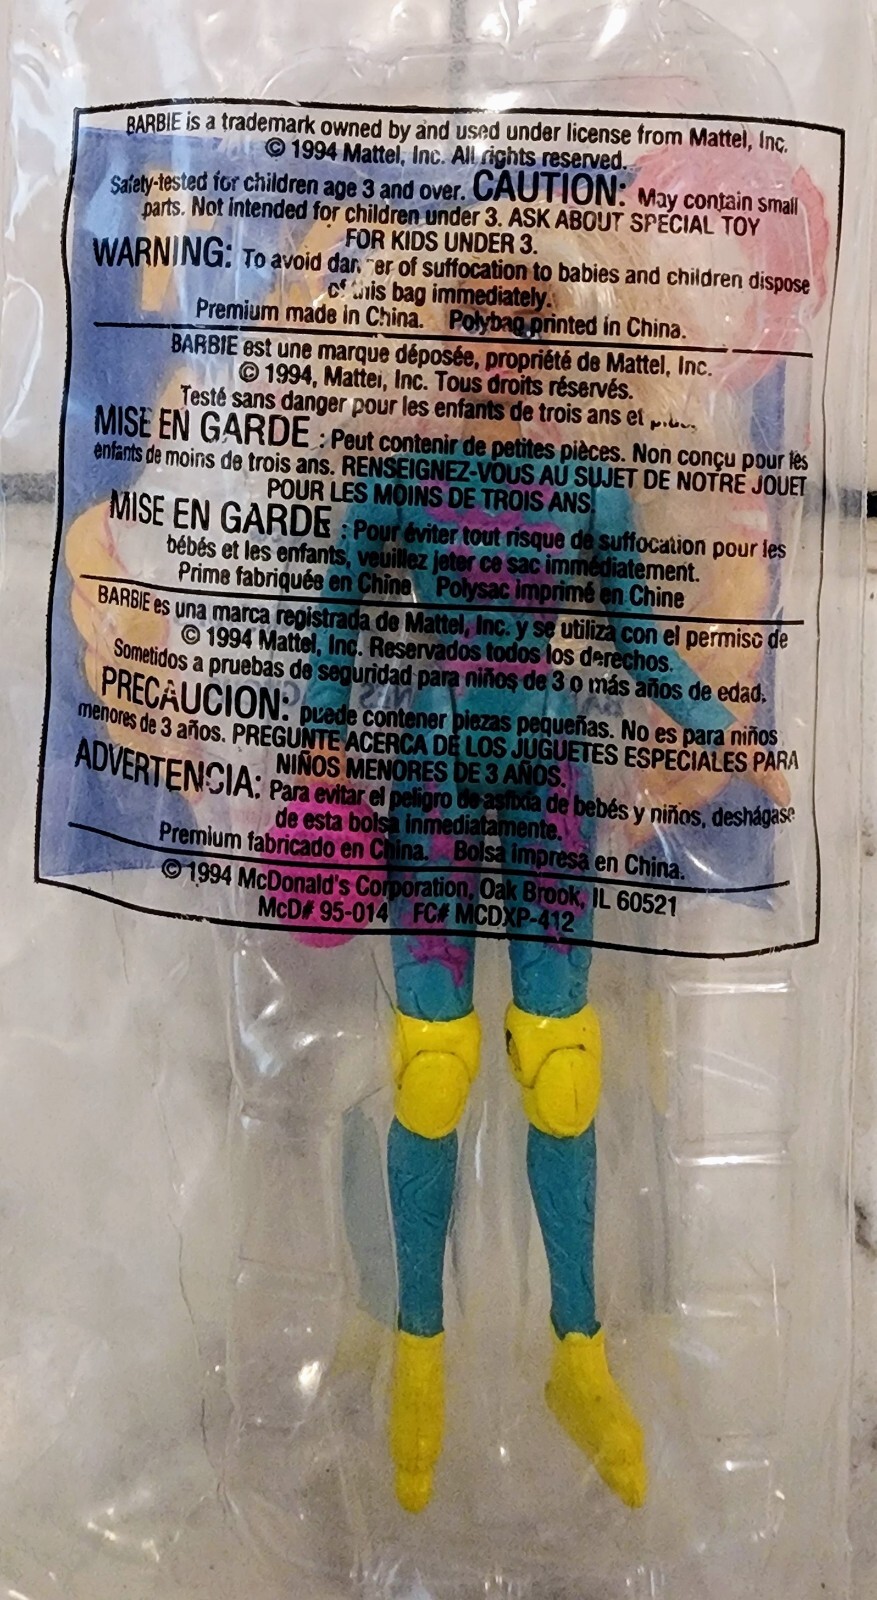 BARBIE is a trademark owned by and used under license from Mattel, Inc.
© 1994 Mattel, Inc. All rights reserved.
Safety-tested for children age 3 and over. CAUTION: May contain small
parts. Not intended for children under 3. ASK ABOUT SPECIAL TOY
FOR KIDS UNDER 3.
WARNING: To avoid dan er of suffocation to babies and children dispose
of this bag immediately.
Premium made in China. Polybag printed in China.
BARBIE est une marque déposée, propriété de Mattel, Inc.
© 1994, Mattel, Inc. Tous droits réservés.
Testé sans danger pour les enfants de trois ans et
MISE EN GARDE : Peut contenir de petites pièces. Non conçu pour les
enfants de moins de trois ans. RENSEIGNEZ-VOUS AU SUJET DE NOTRE JOUET
POUR LES MOINS DE TROIS ANS.
MISE EN GARDE : Pour éviter tout risque de suffocation pour les
bébés et les enfants, veuillez jeter ce sac immédiatement.
Prime fabriquée en Chine Polysac imprimé en Chine
BARBIE es una marca registrada de Mattel, Inc. y se utiliza con el permiso de
© 1994 Mattel, Inc. Reservados todos los derechos.
Sometidos a pruebas de seguridad para niños de 3 o más años de edad.
PRECAUCION: puede contener piezas pequeñas. No es para niños
menores de 3 años. PREGUNTE ACERCA DE LOS JUGUETES ESPECIALES PARA
NIÑOS MENORES DE 3 AÑOS.
ADVERTENCIA: Para evitar el peligro de asfixia de bebés y niños, deshágase
de esta bolsa inmediatamente.
Premium fabricado en China. Bolsa impresa en China.
© 1994 McDonald's Corporation, Oak Brook, IL 60521
McD# 95-014 FC# MCDXP-412